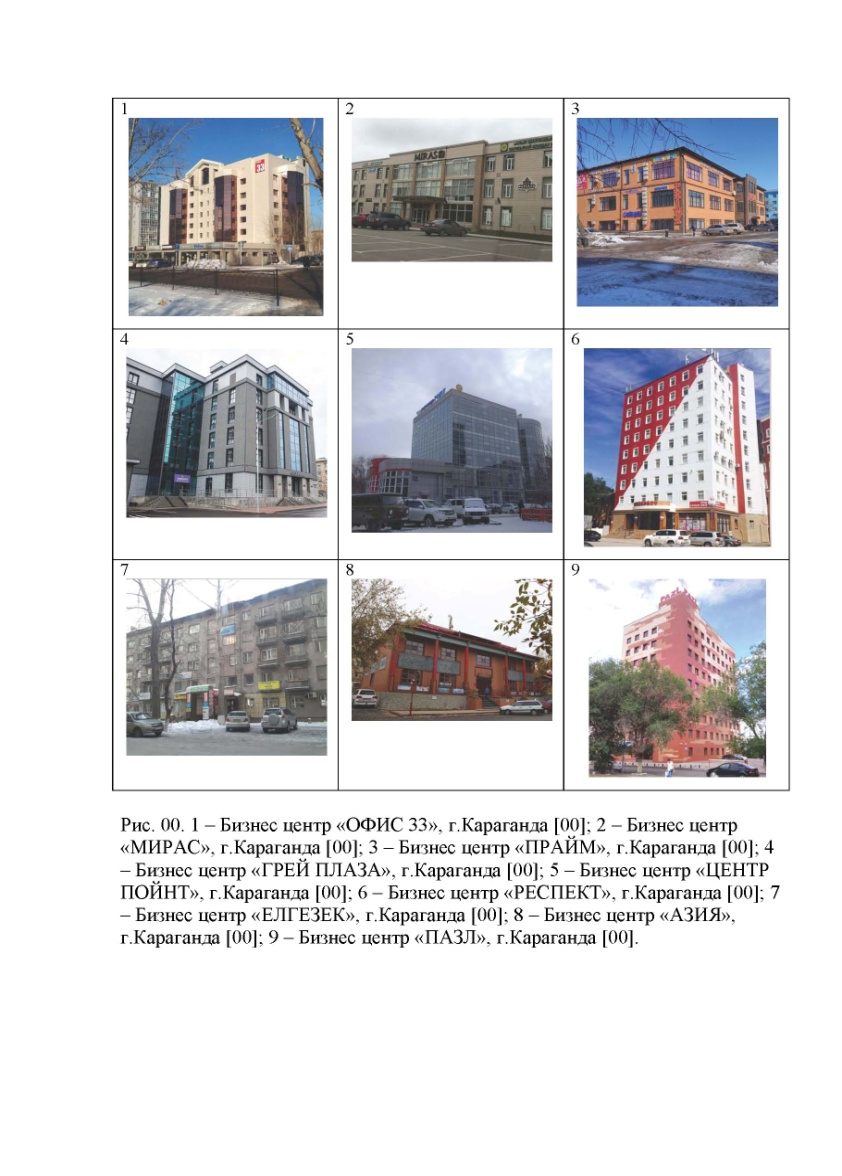 1
2
3
33
MIRAS
4
5
6
7
8
9
Рис. 00. 1 – Бизнес центр «ОФИС 33», г.Караганда [00]; 2 – Бизнес центр
«МИРАС», г.Караганда [00]; 3 – Бизнес центр «ПРАЙМ», г.Караганда [00]; 4
– Бизнес центр «ГРЕЙ ПЛАЗА», г.Караганда [00]; 5 – Бизнес центр «ЦЕНТР
ПОЙНТ», г.Караганда [00]; 6 – Бизнес центр «РЕСПЕКТ», г.Караганда [00]; 7
– Бизнес центр «ЕЛГЕЗЕК», г.Караганда [00]; 8 – Бизнес центр «АЗИЯ»,
г.Караганда [00]; 9 – Бизнес центр «ПАЗЛ», г.Караганда [00].